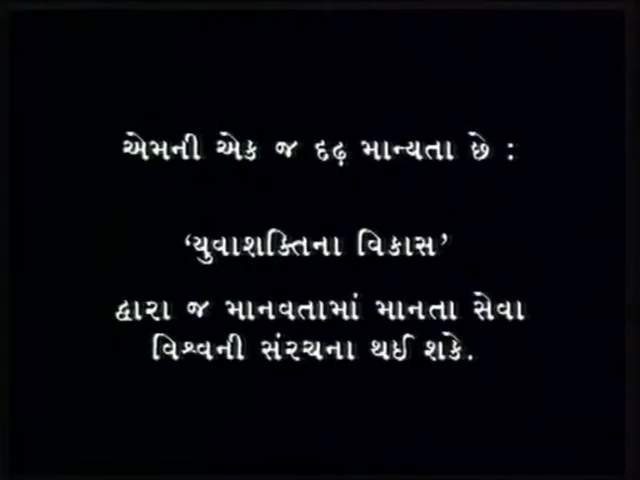 એમની એક જ દૃઢ માન્યતા છે :
‘યુવાશક્તિના વિકાસ’
દ્વારા જ માનવતામાં માનતા સેવા
વિશ્વની સંરચના થઈ શકે.